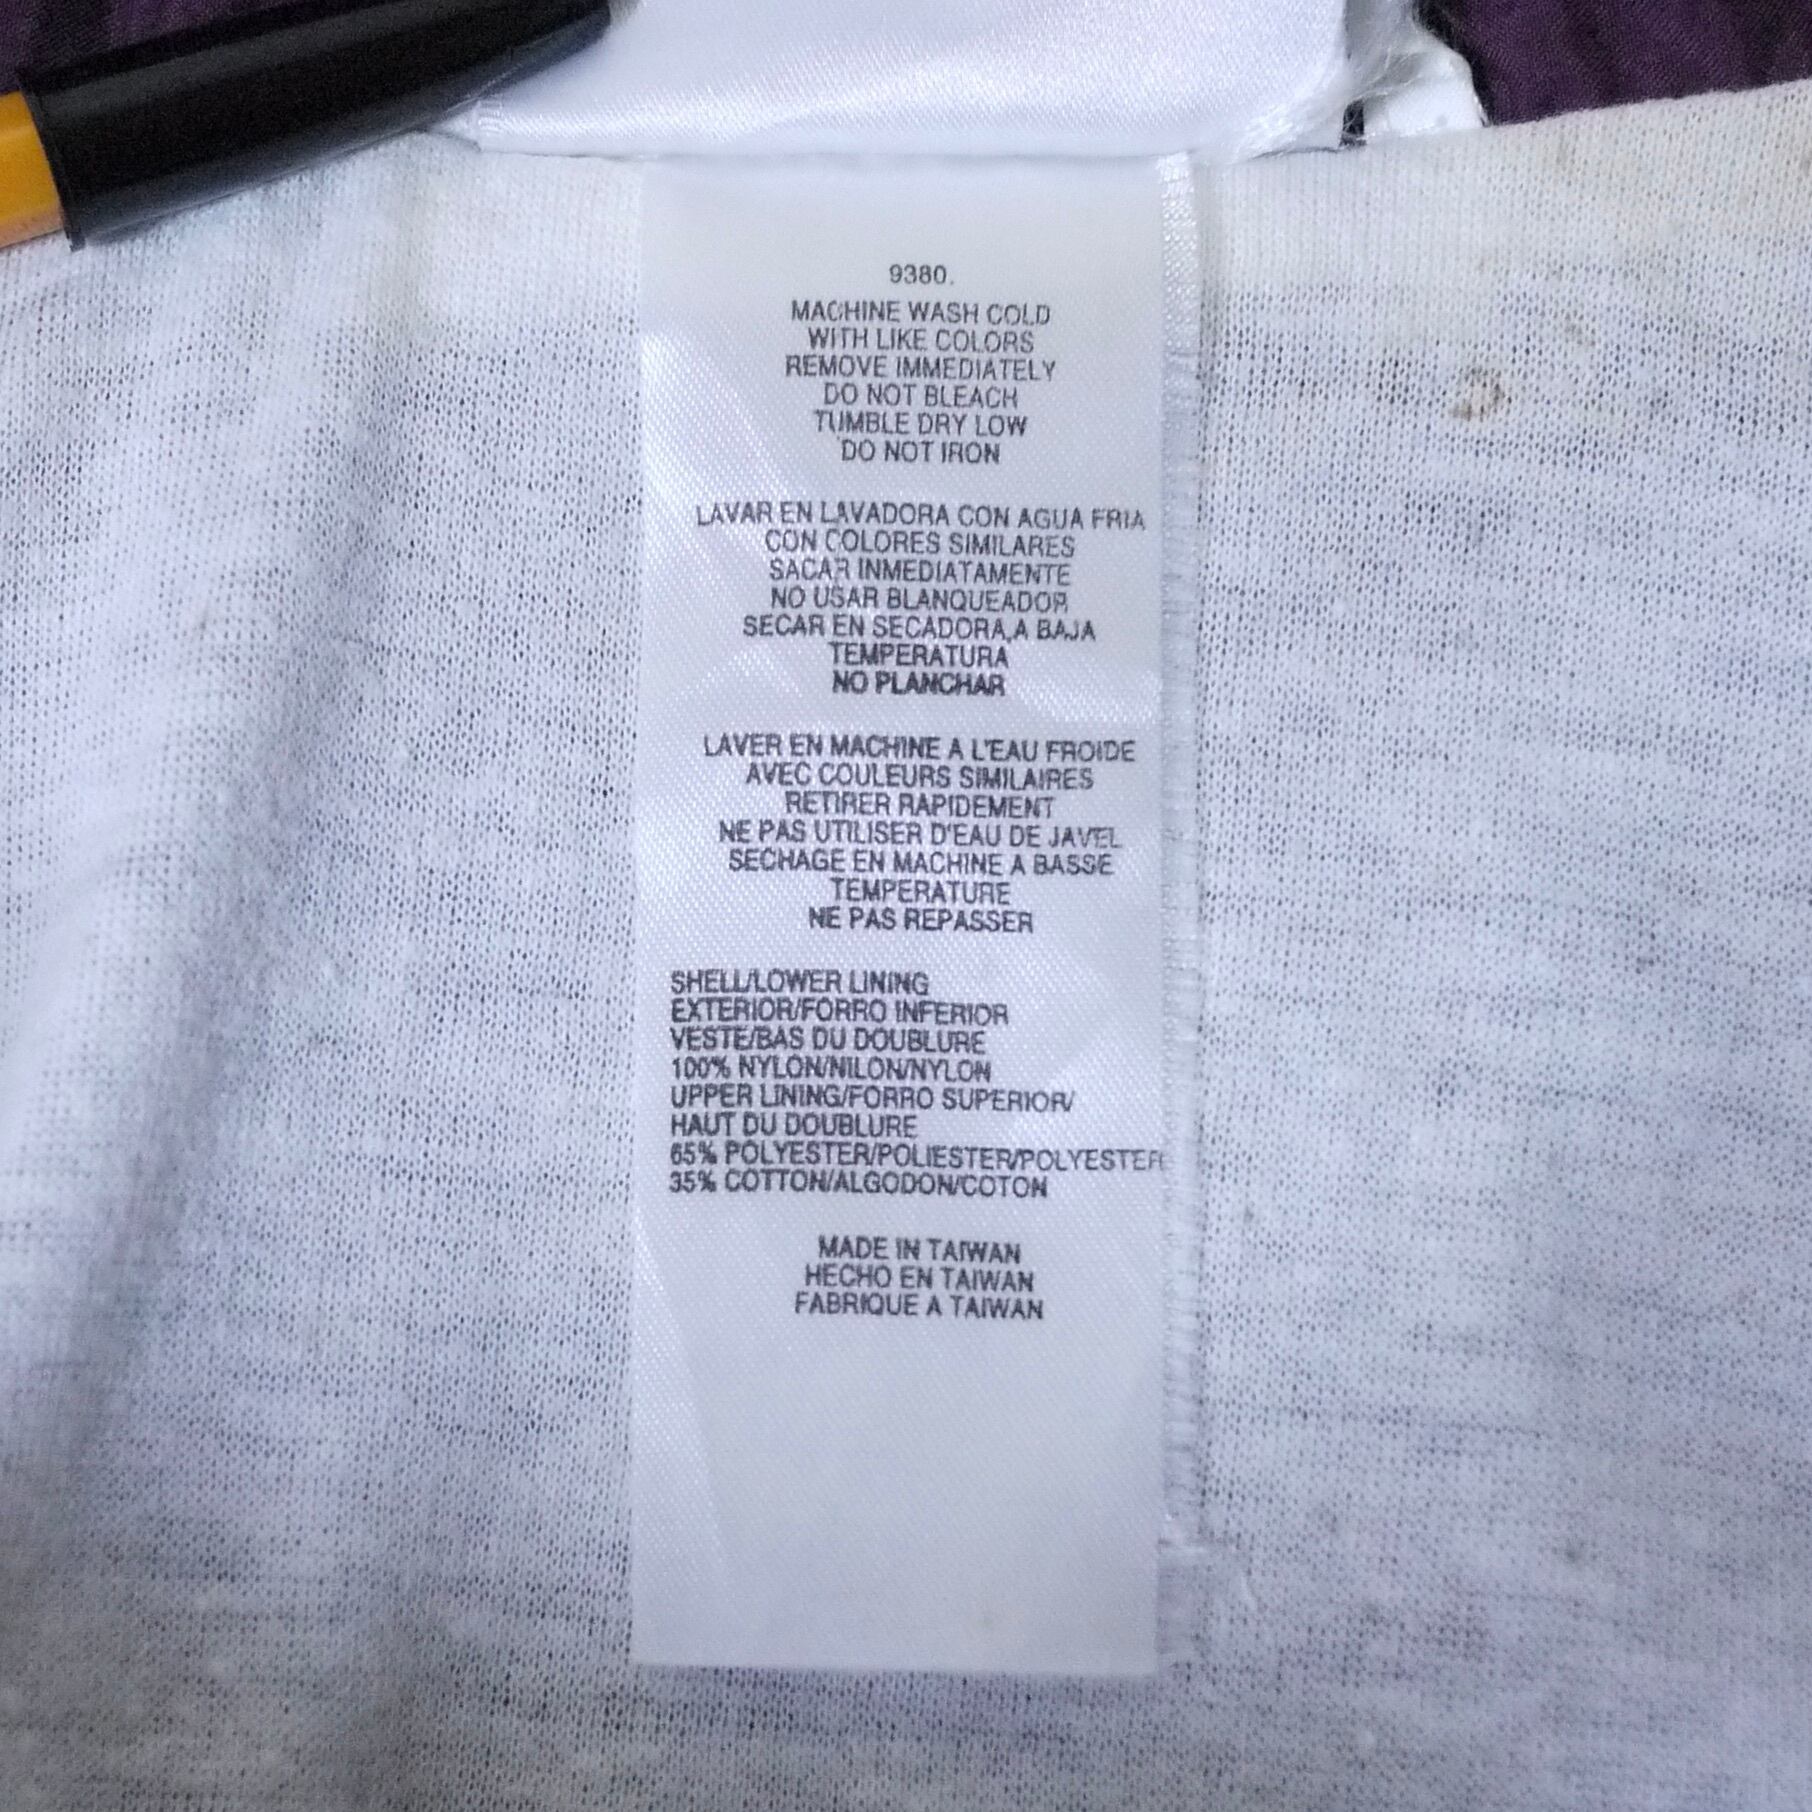 9380.
MACHINE WASH COLD
WITH LIKE COLORS
REMOVE IMMEDIATELY
DO NOT BLEACH
TUMBLE DRY LOW
DO NOT IRON
LAVAR EN LAVADORA CON AGUA FRIA
CON COLORES SIMILARES
SACAR INMEDIATAMENTE
NO USAR BLANQUEADOR
SECAR EN SECADORA,A BAJA
TEMPERATURA
NO PLANCHAR
LAVER EN MACHINE A L'EAU FROIDE
AVEC COULEURS SIMILAIRES
RETIRER RAPIDEMENT
NE PAS UTILISER D'EAU DE JAVEL
SECHAGE EN MACHINE A BASSE
TEMPERATURE
NE PAS REPASSER
SHELL/LOWER LINING
EXTERIOR/FORRO INFERIOR
VESTE/BAS DU DOUBLURE
100% NYLON/NILON/NYLON
UPPER LINING/FORRO SUPERIOR/
HAUT DU DOUBLURE
65% POLYESTER/POLIESTER/POLYESTER
35% COTTON/ALGODON/COTON
MADE IN TAIWAN
HECHO EN TAIWAN
FABRIQUE A TAIWAN